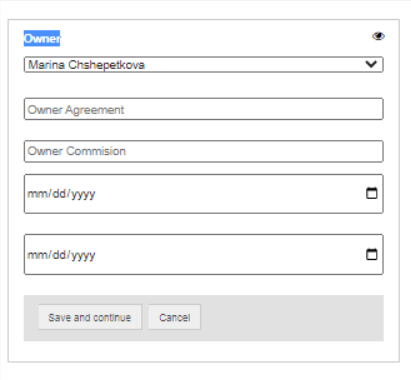 Owner
Marina Chshepetkova
Owner Agreement
Owner Commision
mm/dd/yyyy
mm/dd/yyyy
Save and continue
Cancel